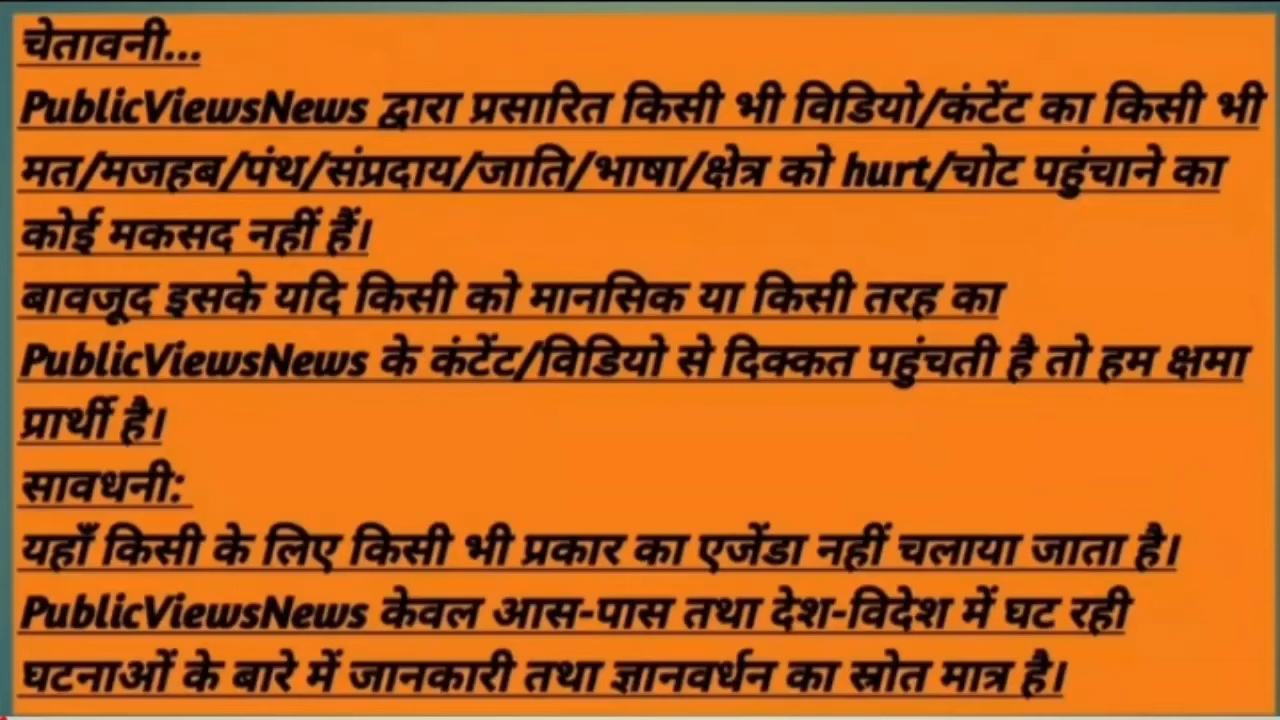 चेतावनी...
PublicViewsNews द्वारा प्रसारित किसी भी विडियो/कंटेंट का किसी भी
मत/मजहब/पंथ/संप्रदाय/जाति/भाषा/क्षेत्र को hurt/चोट पहुंचाने का
कोई मकसद नहीं हैं।
बावजूद इसके यदि किसी को मानसिक या किसी तरह का
PublicViewsNews के कंटेंट/विडियो से दिक्कत पहुंचती है तो हम क्षमा
प्रार्थी है।
सावधनी:
यहाँ किसी के लिए किसी भी प्रकार का एजेंडा नहीं चलाया जाता है।
PublicViewsNews केवल आस-पास तथा देश-विदेश में घट रही
घटनाओं के बारे में जानकारी तथा ज्ञानवर्धन का स्रोत मात्र है।